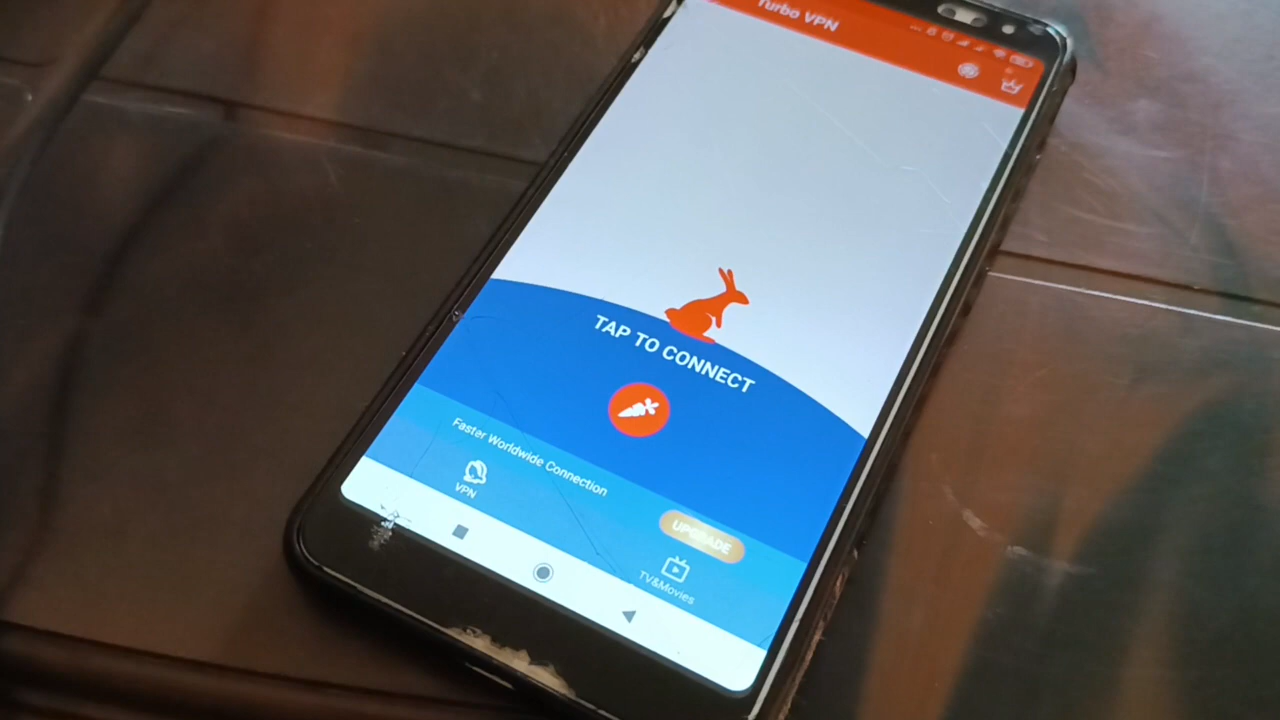 Turbo VPN
TAP TO CONNECT
Faster Worldwide Connection
UPGRADE
VPN
TV&Movies